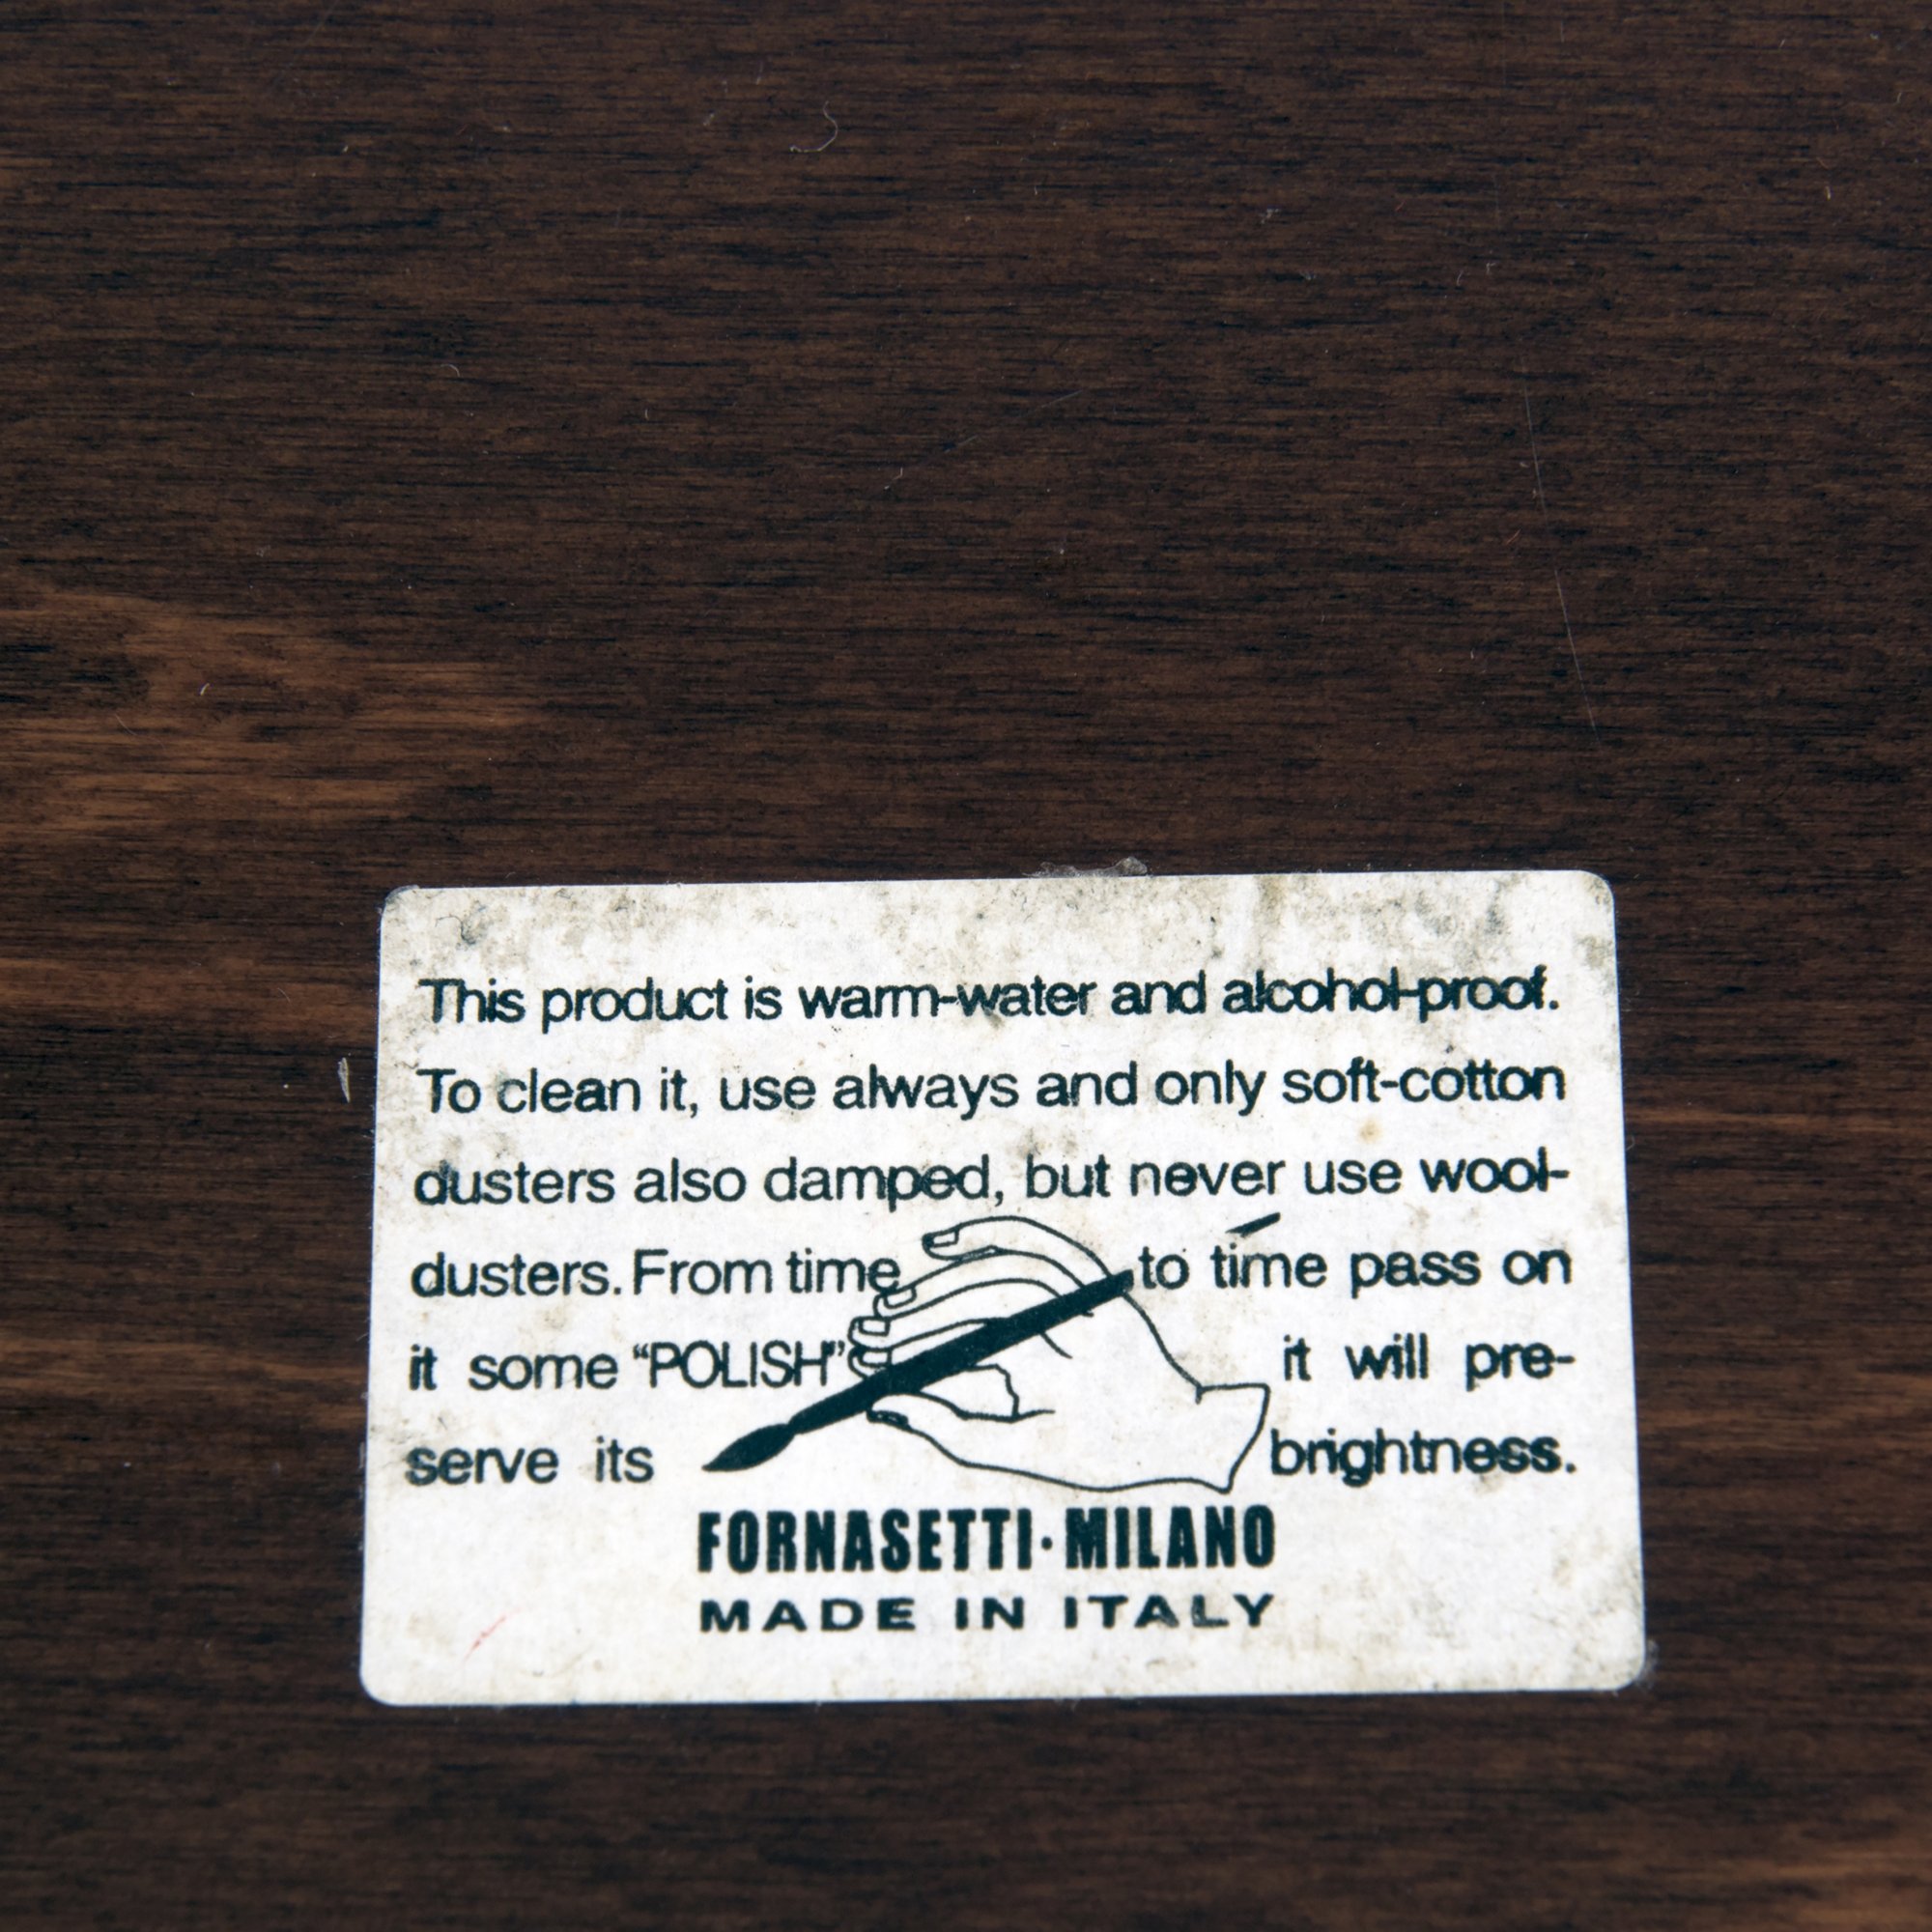 This product is warm-water and alcohol-proof.
To clean it, use always and only soft-cotton
dusters also damped, but never use wool-
dusters. From time to time pass on
it some “POLISH” it will pre-
serve its brightness.
FORNASETTI·MILANO
MADE IN ITALY